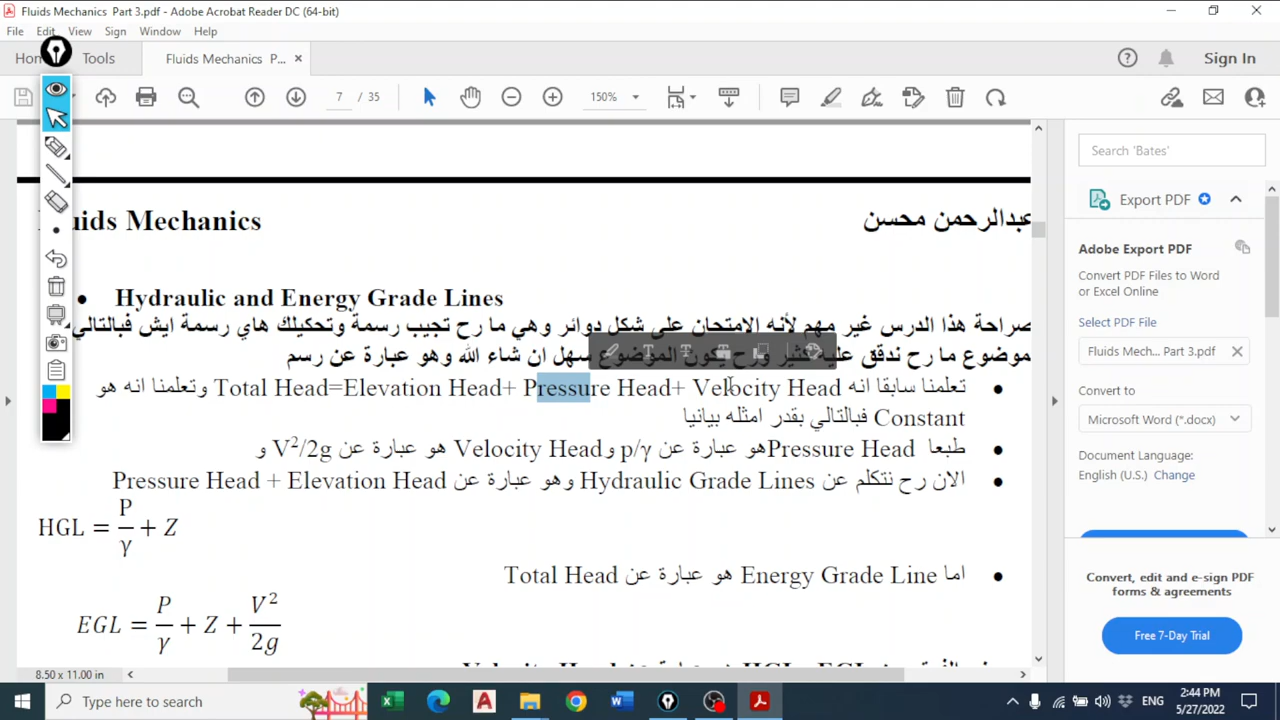 Fluids Mechanics Part 3.pdf - Adobe Acrobat Reader DC (64-bit)
File Edit View Sign Window Help
Hom Tools Fluids Mechanics P...
Sign In
7 / 35 150%
Search 'Bates'
Export PDF
Adobe Export PDF
Convert PDF Files to Word
or Excel Online
Select PDF File
Fluids Mech... Part 3.pdf
Convert to
Microsoft Word (*.docx)
Document Language:
English (U.S.) Change
Convert, edit and e-sign PDF
forms & agreements
Free 7-Day Trial
uids Mechanics
عبدالرحمن محسن
• Hydraulic and Energy Grade Lines
صراحة هذا الدرس غير مهم لأنه الامتحان على شكل دوائر وهي ما رح تجيب رسمة وتحكيلك هاي رسمة ايش فبالتالي
موضوع ما رح ندقق عليه كثير ورح يكون الموضوع سهل ان شاء الله وهو عبارة عن رسم
• تعلمنا سابقا انه Total Head=Elevation Head+ Pressure Head+ Velocity Head وتعلمنا انه هو
Constant فبالتالي بقدر امثله بيانيا
• طبعا Pressure Head هو عبارة عن p/γ و Velocity Head هو عبارة عن V²/2g و
• الان رح نتكلم عن Hydraulic Grade Lines وهو عبارة عن Pressure Head + Elevation Head
HGL = P/γ + Z
• اما Energy Grade Line هو عبارة عن Total Head
EGL = P/γ + Z + V²/2g
8.50 x 11.00 in
Type here to search
ENG
2:44 PM
5/27/2022